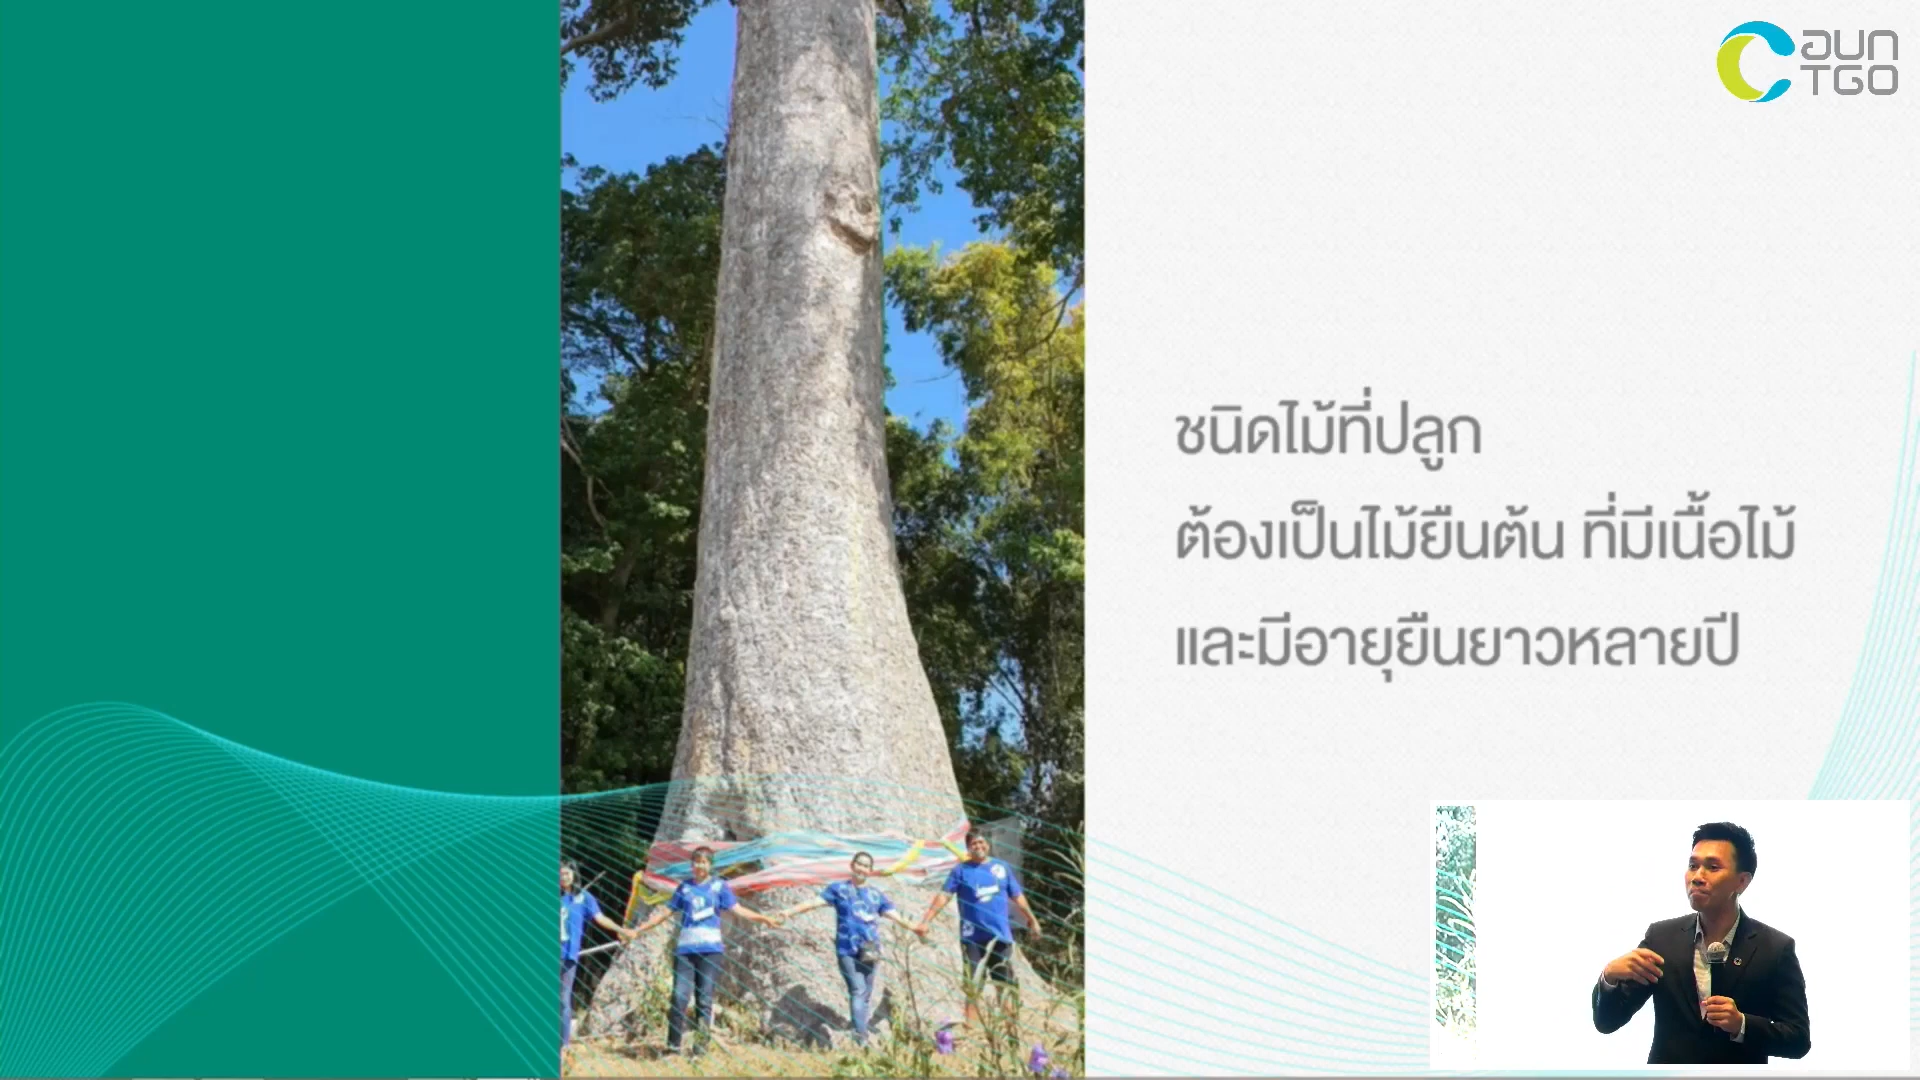 อบก
TGO
ชนิดไม้ที่ปลูก
ต้องเป็นไม้ยืนต้น ที่มีเนื้อไม้
และมีอายุยืนยาวหลายปี